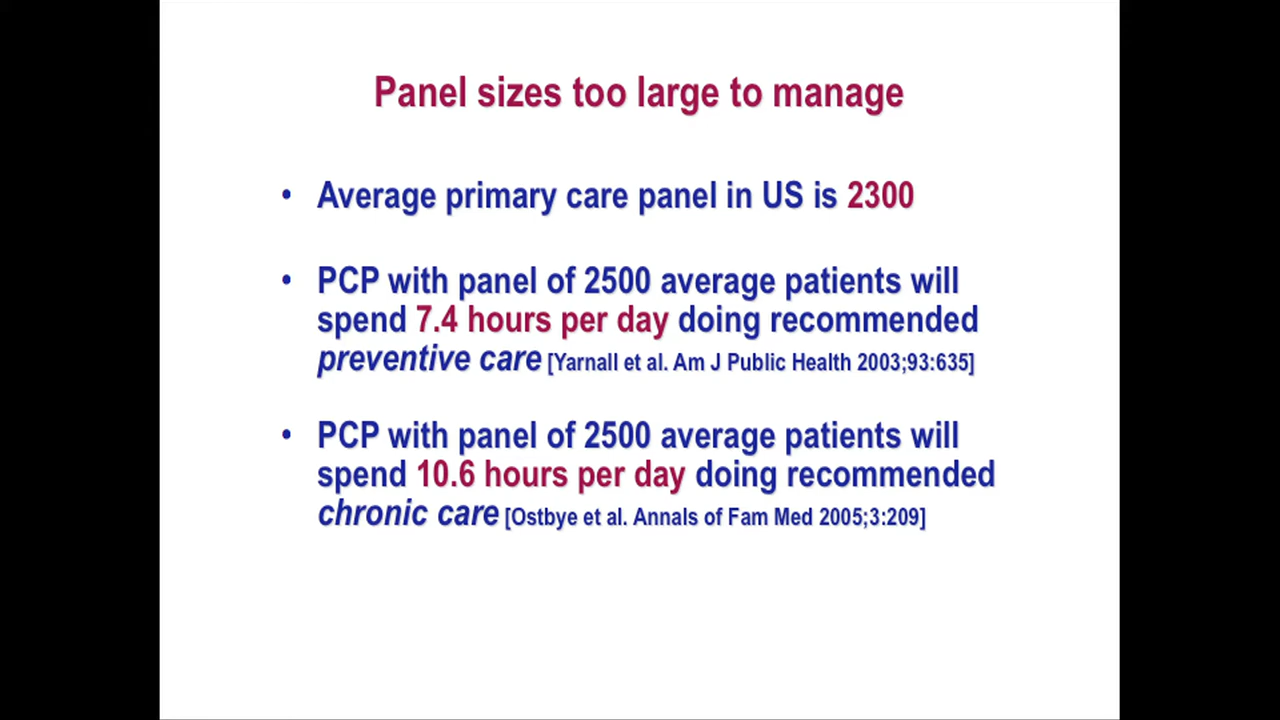 Panel sizes too large to manage
• Average primary care panel in US is 2300
• PCP with panel of 2500 average patients will
spend 7.4 hours per day doing recommended
preventive care [Yarnall et al. Am J Public Health 2003;93:635]
• PCP with panel of 2500 average patients will
spend 10.6 hours per day doing recommended
chronic care [Ostbye et al. Annals of Fam Med 2005;3:209]